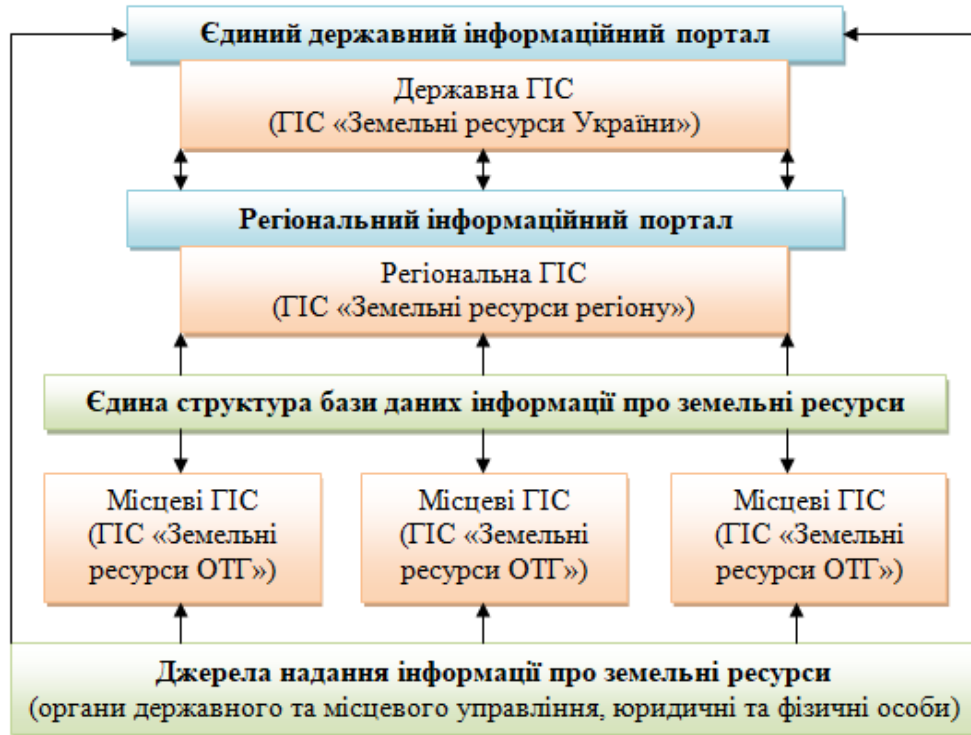 Єдиний державний інформаційний портал
Державна ГІС
(ГІС «Земельні ресурси України»)
Регіональний інформаційний портал
Регіональна ГІС
(ГІС «Земельні ресурси регіону»)
Єдина структура бази даних інформації про земельні ресурси
Місцеві ГІС
(ГІС «Земельні
ресурси ОТГ»)
Місцеві ГІС
(ГІС «Земельні
ресурси ОТГ»)
Місцеві ГІС
(ГІС «Земельні
ресурси ОТГ»)
Джерела надання інформації про земельні ресурси
(органи державного та місцевого управління, юридичні та фізичні особи)